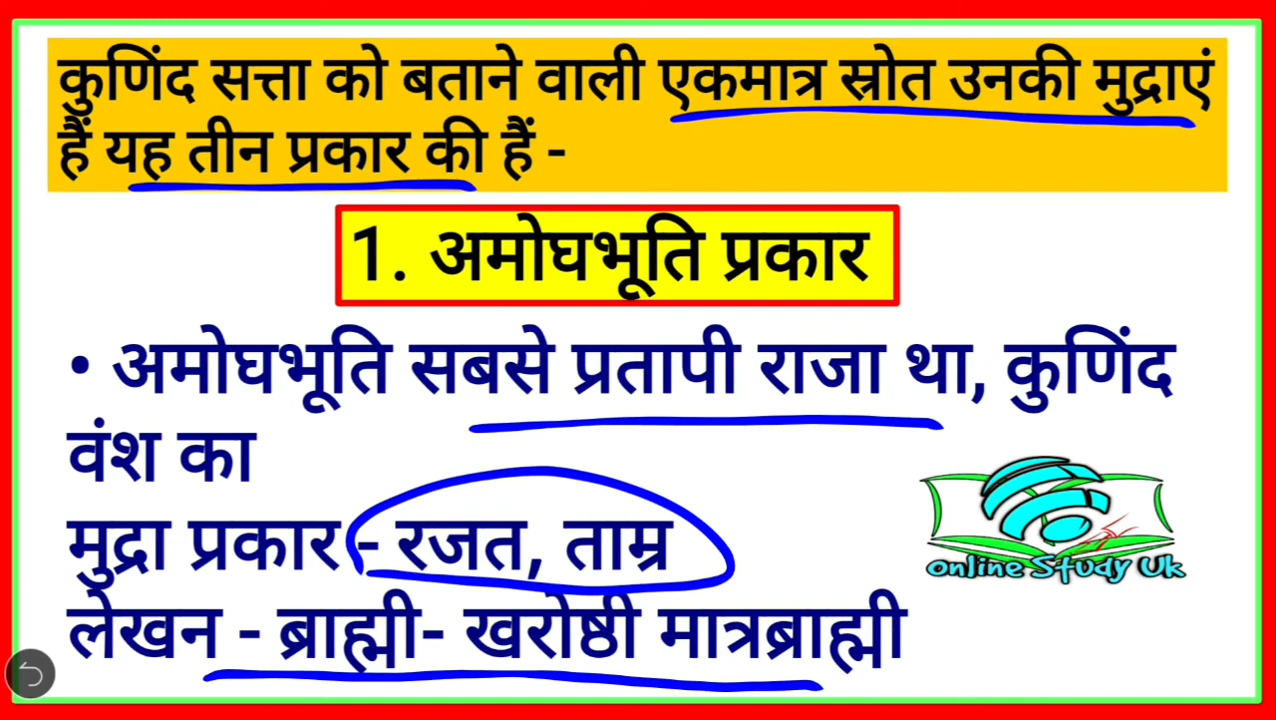 कुणिंद सत्ता को बताने वाली एकमात्र स्रोत उनकी मुद्राएं
हैं यह तीन प्रकार की हैं -
1. अमोघभूति प्रकार
• अमोघभूति सबसे प्रतापी राजा था, कुणिंद
वंश का
मुद्रा प्रकार - रजत, ताम्र
लेखन - ब्राह्मी- खरोष्ठी मात्रब्राह्मी
Online Study Uk